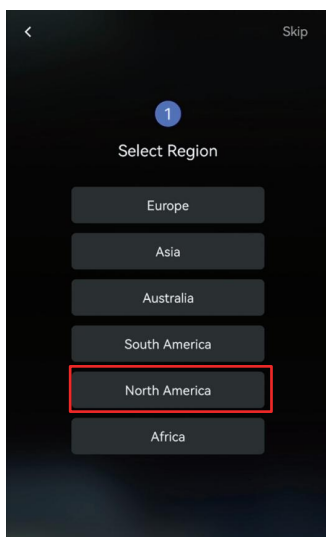 Skip
1
Select Region
Europe
Asia
Australia
South America
North America
Africa